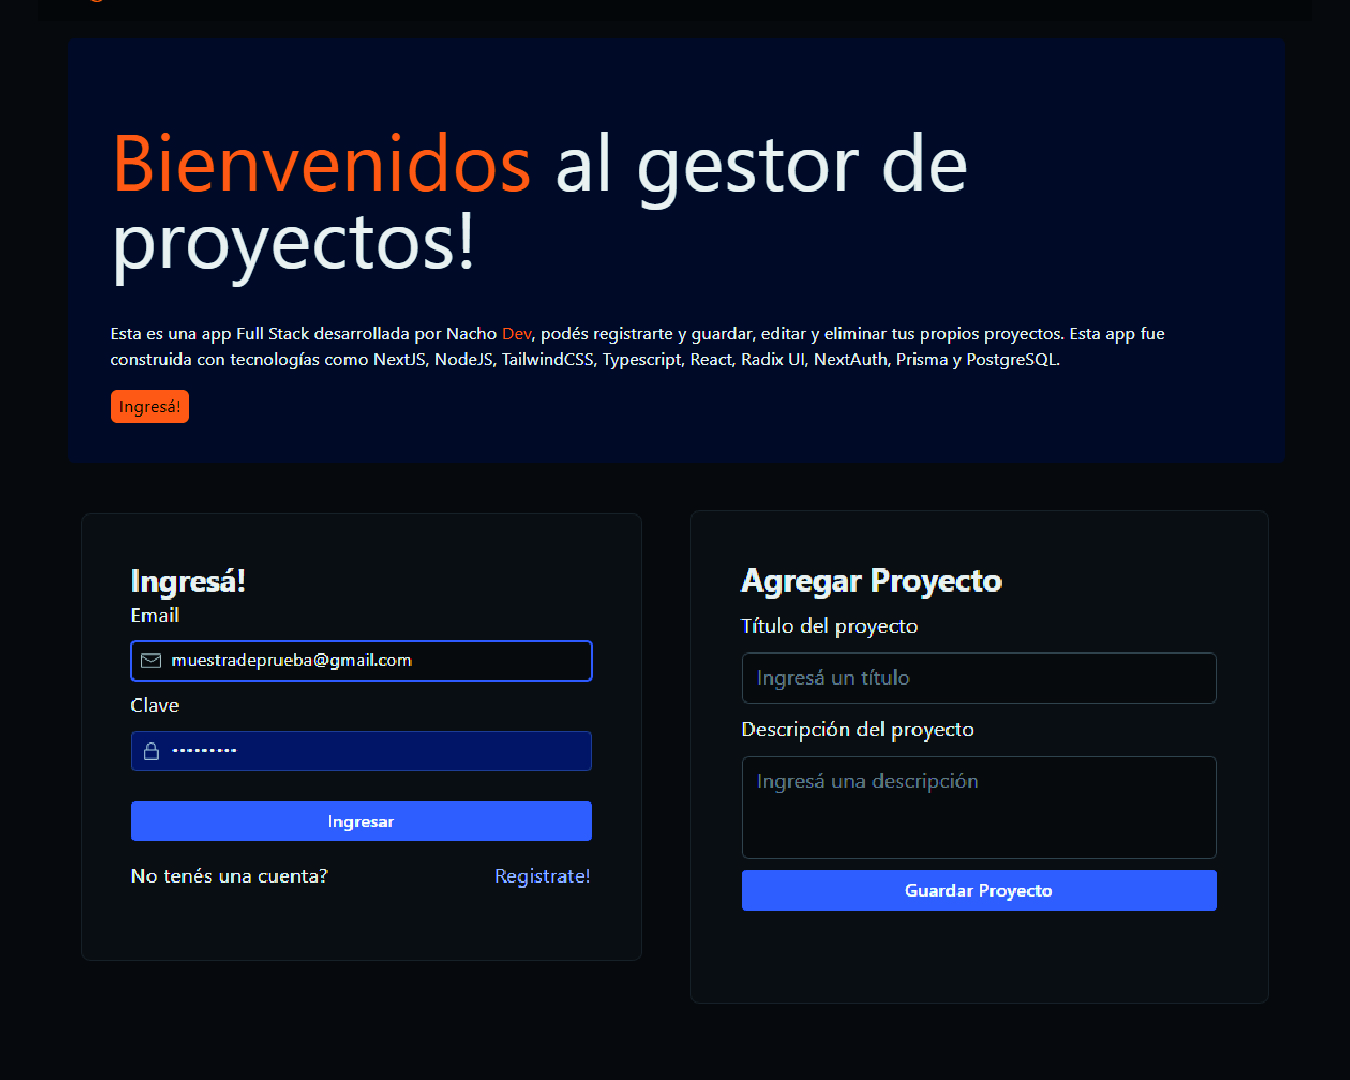 Bienvenidos al gestor de
proyectos!
Esta es una app Full Stack desarrollada por Nacho Dev, podés registrarte y guardar, editar y eliminar tus propios proyectos. Esta app fue
construida con tecnologías como NextJS, NodeJS, TailwindCSS, Typescript, React, Radix UI, NextAuth, Prisma y PostgreSQL.
Ingresá!
Ingresá!
Email
muestradeprueba@gmail.com
Clave
•••••••••
Ingresar
No tenés una cuenta? Registrate!
Agregar Proyecto
Título del proyecto
Ingresá un título
Descripción del proyecto
Ingresá una descripción
Guardar Proyecto